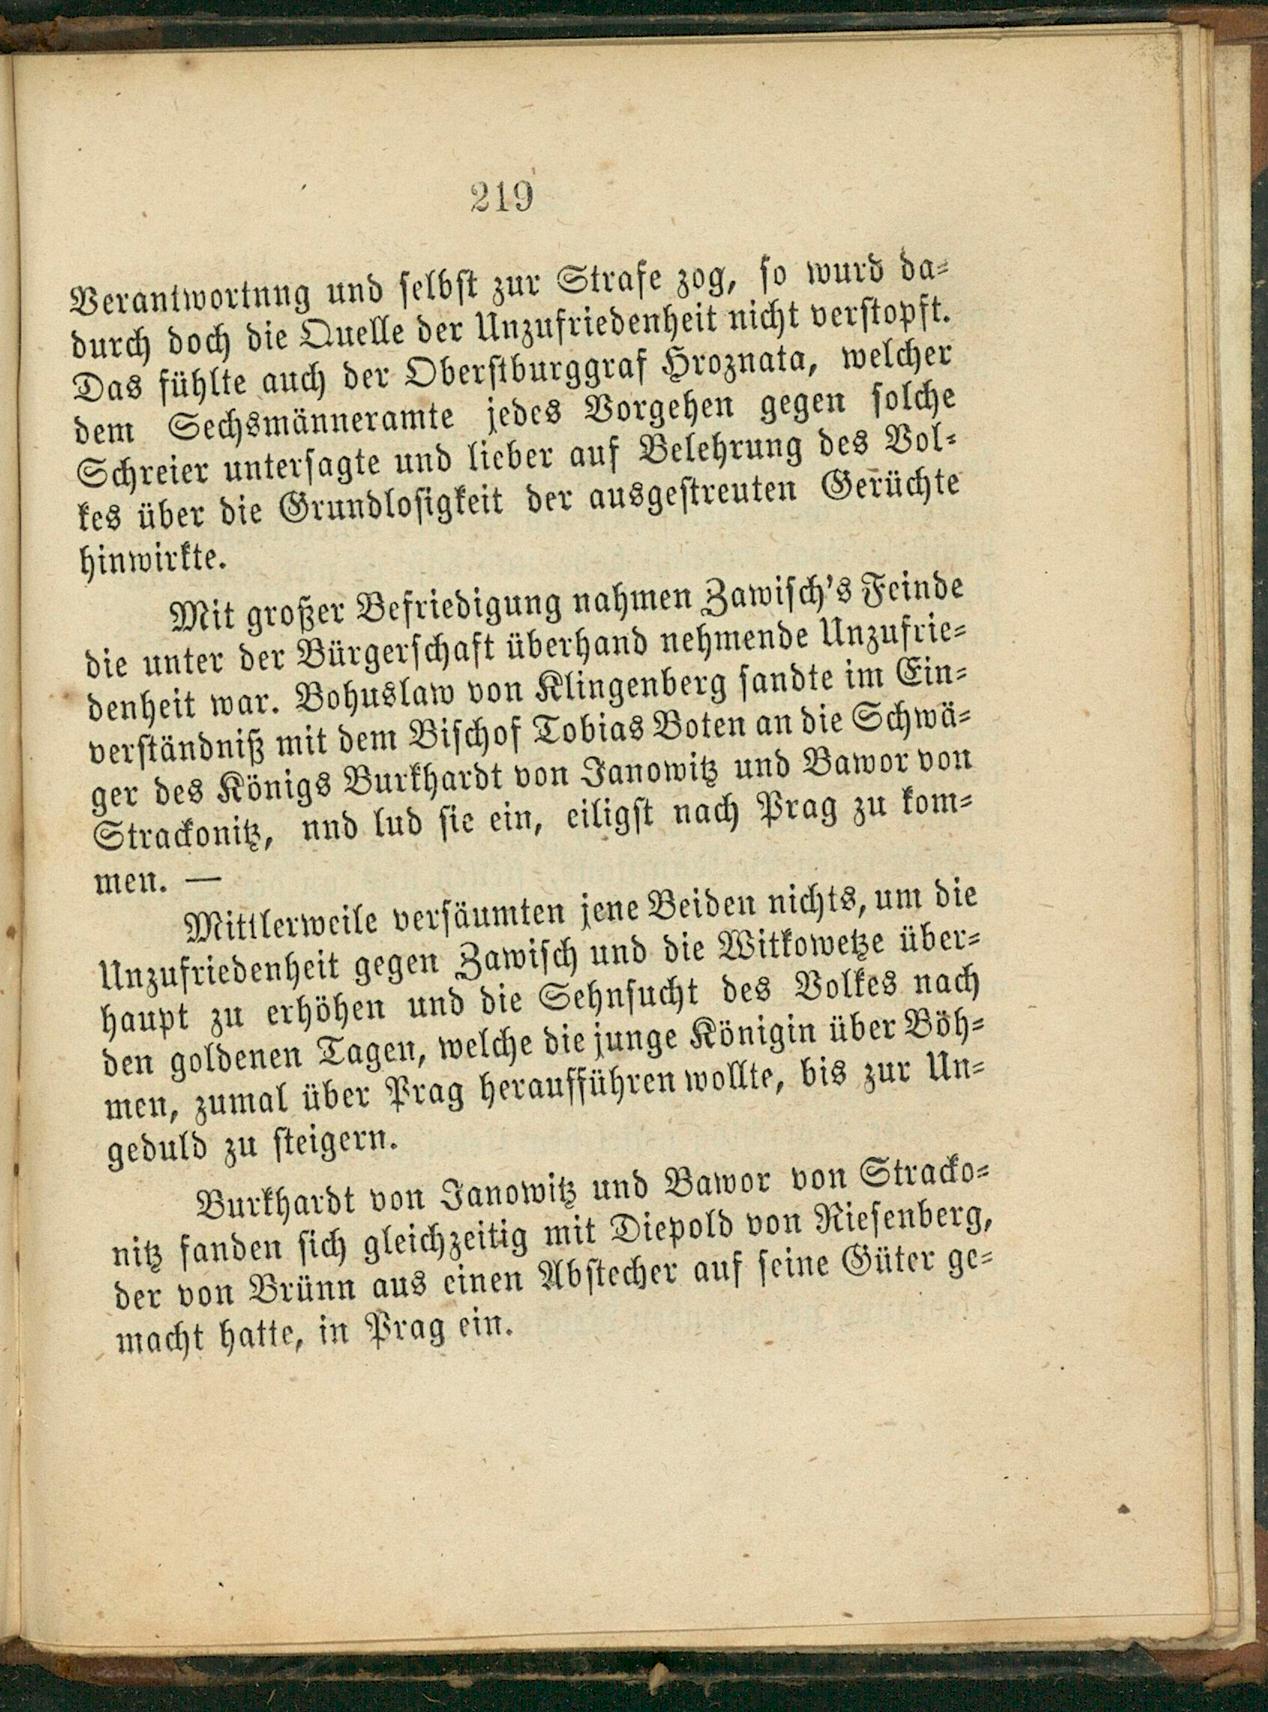 219
Verantwortnng und selbst zur Strafe zog, so wurd da-
durch doch die Quelle der Unzufriedenheit nicht verstopft.
Das fühlte auch der Oberstburggraf Hroznata, welcher
dem Sechsmänneramte jedes Vorgehen gegen solche
Schreier untersagte und lieber auf Belehrung des Vol-
kes über die Grundlosigkeit der ausgestreuten Gerüchte
hinwirkte.
Mit großer Befriedigung nahmen Zawisch's Feinde
die unter der Bürgerschaft überhand nehmende Unzufrie-
denheit war. Bohuslaw von Klingenberg sandte im Ein-
verständniß mit dem Bischof Tobias Boten an die Schwä-
ger des Königs Burkhardt von Janowitz und Bawor von
Strackonitz, nnd lud sie ein, eiligst nach Prag zu kom-
men. —
Mittlerweile versäumten jene Beiden nichts, um die
Unzufriedenheit gegen Zawisch und die Witkowetze über-
haupt zu erhöhen und die Sehnsucht des Volkes nach
den goldenen Tagen, welche die junge Königin über Böh-
men, zumal über Prag heraufführen wollte, bis zur Un-
geduld zu steigern.
Burkhardt von Janowitz und Bawor von Stracko-
nitz fanden sich gleichzeitig mit Diepold von Riesenberg,
der von Brünn aus einen Abstecher auf seine Güter ge-
macht hatte, in Prag ein.